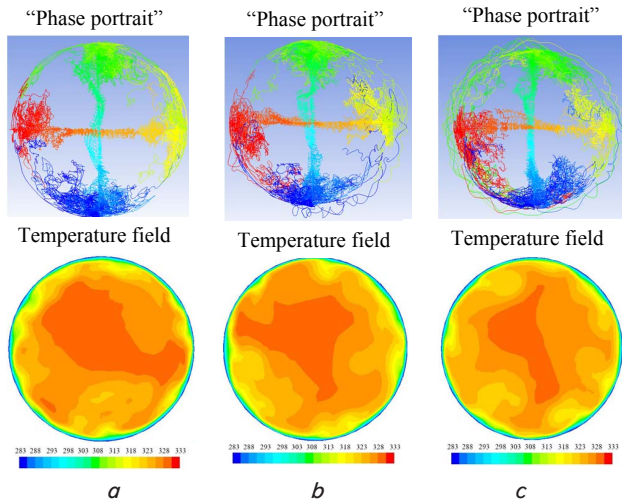 “Phase portrait” “Phase portrait” “Phase portrait”
Temperature field Temperature field Temperature field
283 288 293 298 303 308 313 318 323 328 333 283 288 293 298 303 308 313 318 323 328 333 283 288 293 298 303 308 313 318 323 328 333
a b c